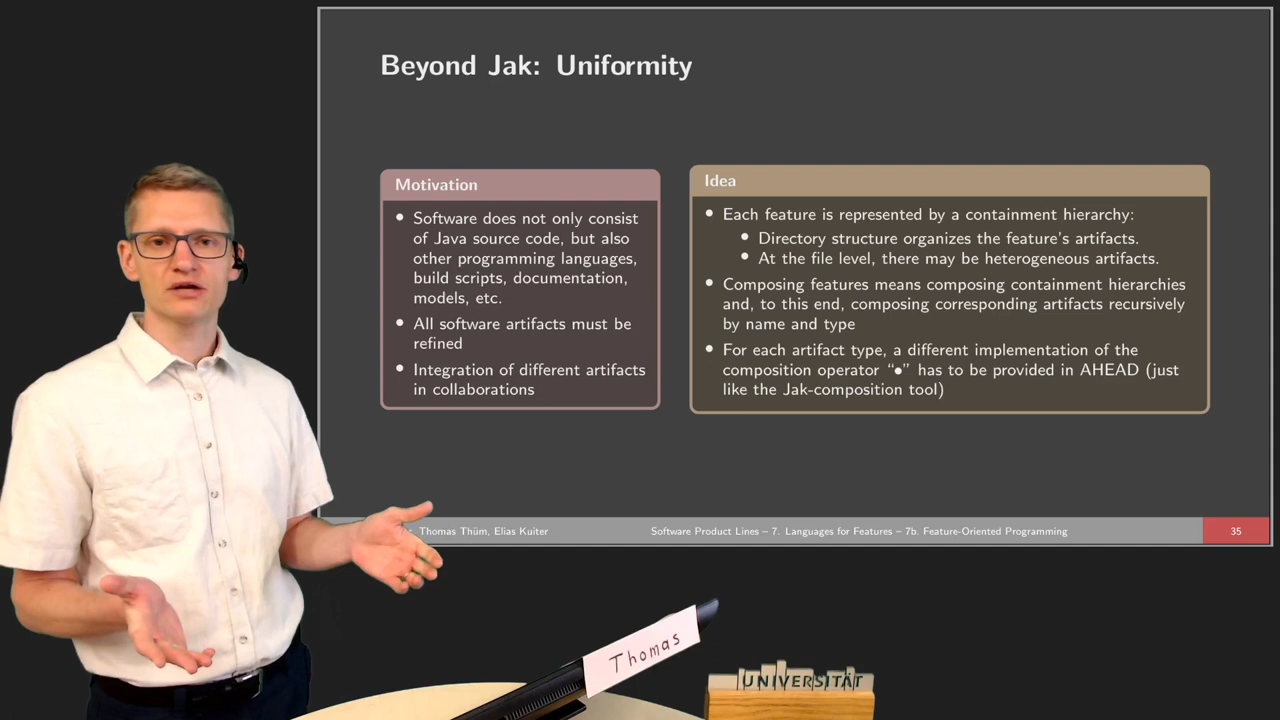 Beyond Jak: Uniformity
Motivation
• Software does not only consist
of Java source code, but also
other programming languages,
build scripts, documentation,
models, etc.
• All software artifacts must be
refined
• Integration of different artifacts
in collaborations
Idea
• Each feature is represented by a containment hierarchy:
• Directory structure organizes the feature's artifacts.
• At the file level, there may be heterogeneous artifacts.
• Composing features means composing containment hierarchies
and, to this end, composing corresponding artifacts recursively
by name and type
• For each artifact type, a different implementation of the
composition operator “•” has to be provided in AHEAD (just
like the Jak-composition tool)
Thomas Thüm, Elias Kuiter
Software Product Lines – 7. Languages for Features – 7b. Feature-Oriented Programming
35
Thomas
UNIVERSITÄT